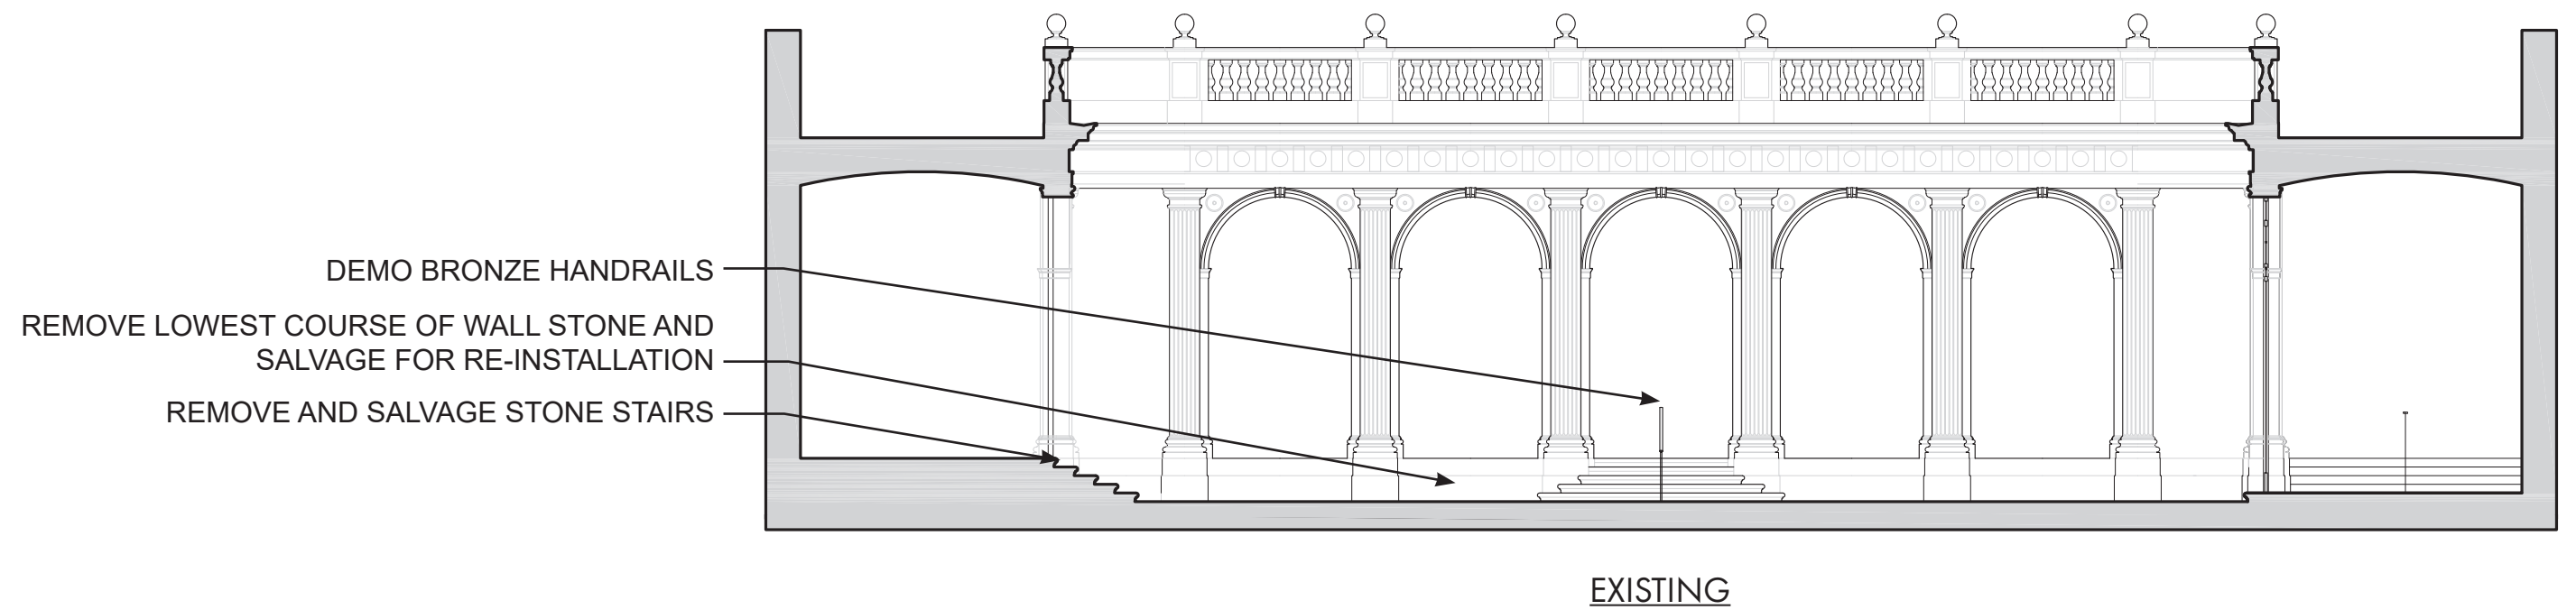 DEMO BRONZE HANDRAILS
REMOVE LOWEST COURSE OF WALL STONE AND
SALVAGE FOR RE-INSTALLATION
REMOVE AND SALVAGE STONE STAIRS
EXISTING